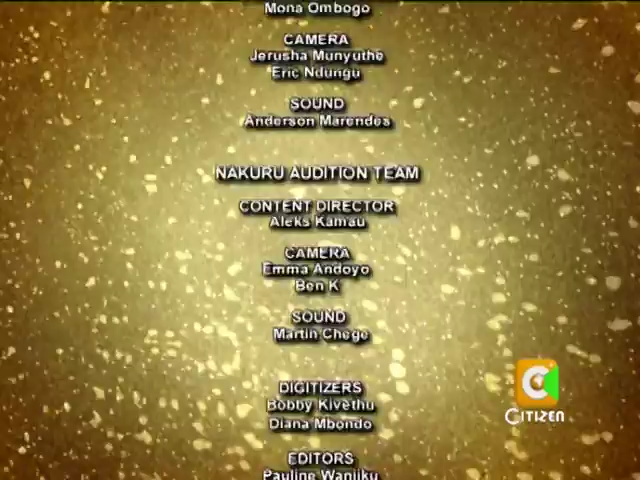 Mona Ombogo
CAMERA
Jerusha Munyuthe
Eric Ndungu
SOUND
Anderson Marendes
NAKURU AUDITION TEAM
CONTENT DIRECTOR
Aleks Kamau
CAMERA
Emma Andoyo
Ben K
SOUND
Martin Chege
DIGITIZERS
Bobby Kivethu
Diana Mbondo
EDITORS
Pauline Wanjiku
CITIZEN